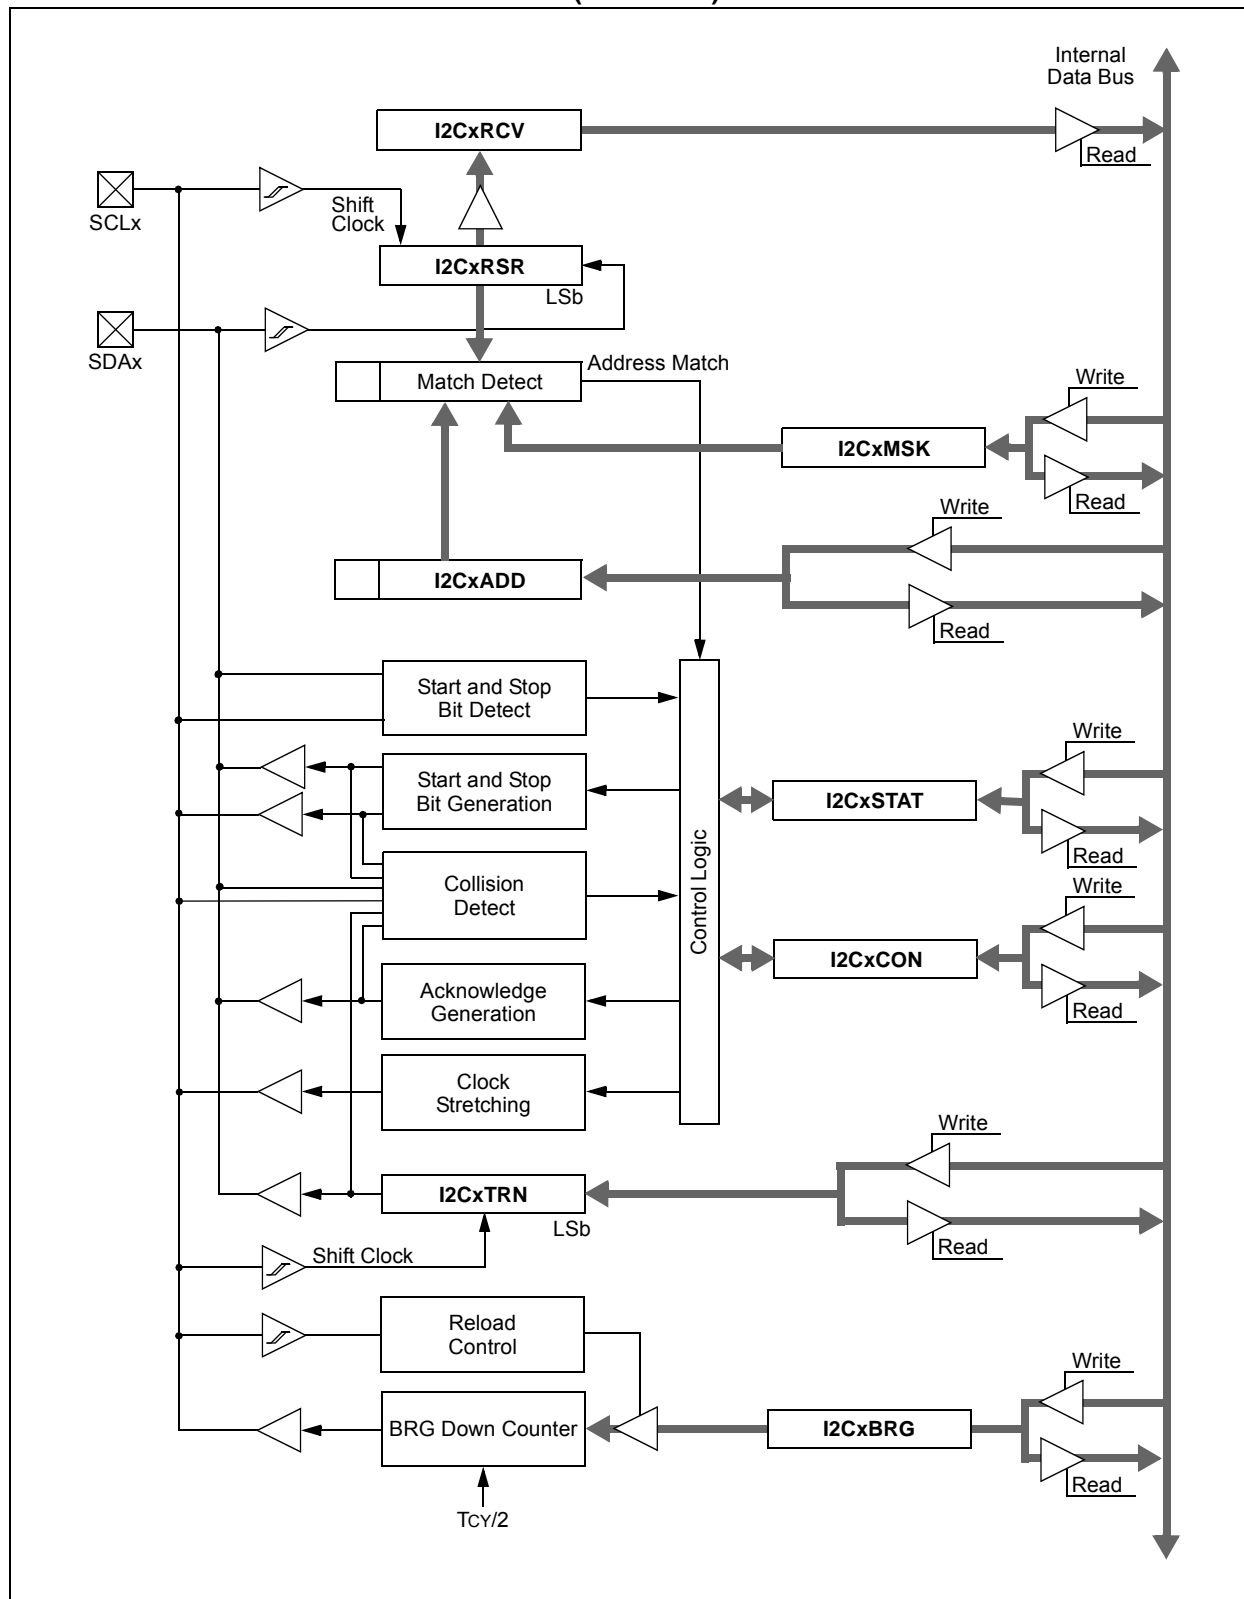 Internal
Data Bus
I2CxRCV
Read
Shift
Clock
SCLx
I2CxRSR
LSb
SDAx
Address Match
Match Detect
Write
I2CxMSK
Read
Write
I2CxADD
Read
Start and Stop
Bit Detect
Write
Start and Stop
Bit Generation
I2CxSTAT
Read
Control Logic
Collision
Detect
Write
I2CxCON
Acknowledge
Generation
Read
Clock
Stretching
Write
I2CxTRN
LSb
Read
Shift Clock
Reload
Control
Write
BRG Down Counter
I2CxBRG
Read
TCY/2